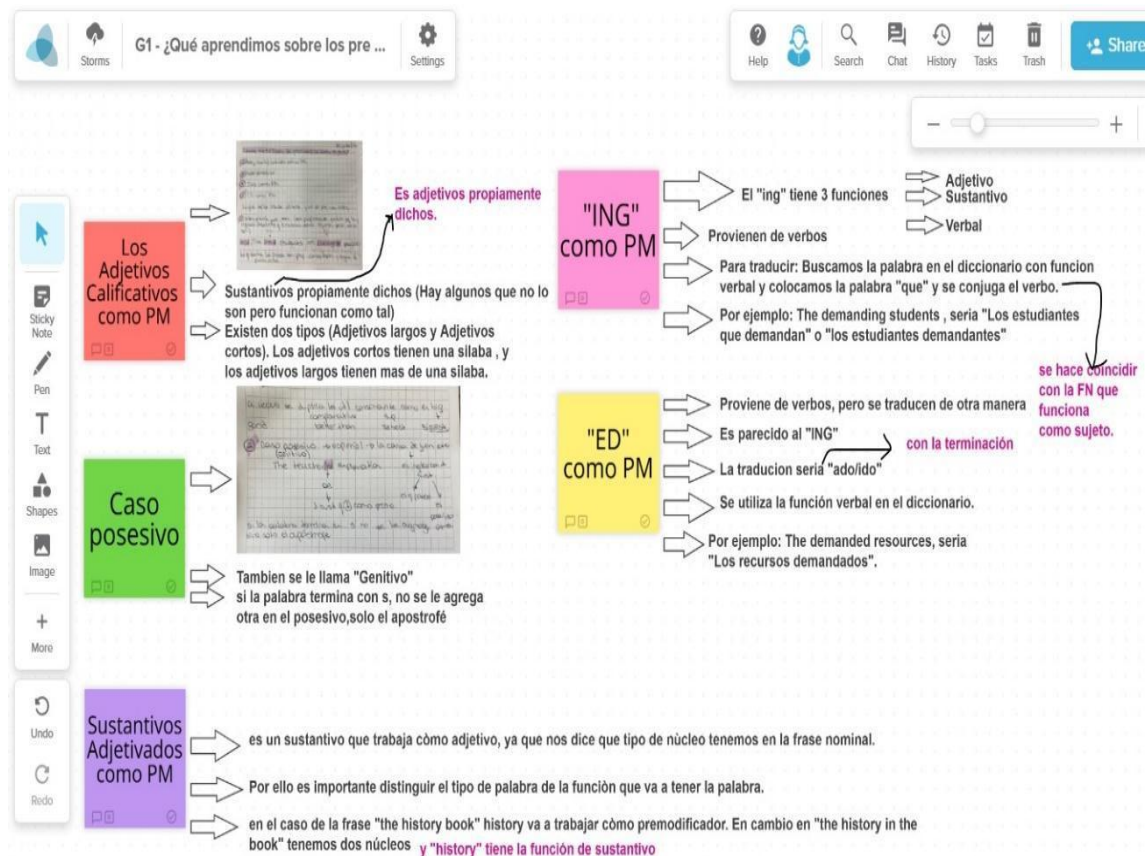 G1 - ¿Qué aprendimos sobre los pre ...
Storms
Settings
Help
Search
Chat
History
Tasks
Trash
Share
Sticky
Note
Pen
Text
Shapes
Image
More
Undo
Redo
Los
Adjetivos
Calificativos
como PM
Es adjetivos propiamente
dichos.
Sustantivos propiamente dichos (Hay algunos que no lo
son pero funcionan como tal)
Existen dos tipos (Adjetivos largos y Adjetivos
cortos). Los adjetivos cortos tienen una silaba , y
los adjetivos largos tienen mas de una silaba.
Caso
posesivo
Tambien se le llama "Genitivo"
si la palabra termina con s, no se le agrega
otra en el posesivo,solo el apostrofé
Sustantivos
Adjetivados
como PM
es un sustantivo que trabaja còmo adjetivo, ya que nos dice que tipo de nùcleo tenemos en la frase nominal.
Por ello es importante distinguir el tipo de palabra de la funciòn que va a tener la palabra.
en el caso de la frase "the history book" history va a trabajar còmo premodificador. En cambio en "the history in the
book" tenemos dos núcleos y "history" tiene la función de sustantivo
"ING"
como PM
El "ing" tiene 3 funciones
Adjetivo
Sustantivo
Verbal
Provienen de verbos
Para traducir: Buscamos la palabra en el diccionario con funcion
verbal y colocamos la palabra "que" y se conjuga el verbo.
Por ejemplo: The demanding students , seria "Los estudiantes
que demandan" o "los estudiantes demandantes"
se hace coincidir
con la FN que
funciona
como sujeto.
"ED"
como PM
Proviene de verbos, pero se traducen de otra manera
Es parecido al "ING"
con la terminación
La traducion seria "ado/ido"
Se utiliza la función verbal en el diccionario.
Por ejemplo: The demanded resources, seria
"Los recursos demandados".